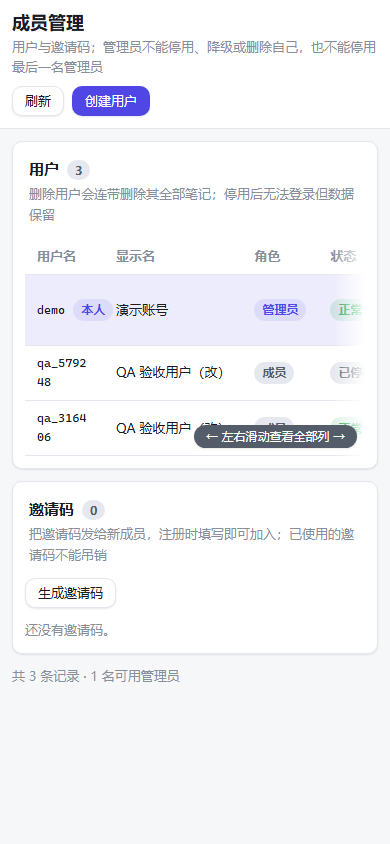 成员管理
用户与邀请码；管理员不能停用、降级或删除自己，也不能停用
最后一名管理员
刷新 创建用户
用户 3
删除用户会连带删除其全部笔记；停用后无法登录但数据
保留
用户名 显示名 角色 状态
demo 本人 演示账号 管理员 正常
qa_5792
48
QA 验收用户（改） 成员 已停
qa_3164
06
QA 验收用户（改） 成员 正常
← 左右滑动查看全部列 →
邀请码 0
把邀请码发给新成员，注册时填写即可加入；已使用的邀
请码不能吊销
生成邀请码
还没有邀请码。
共 3 条记录 · 1 名可用管理员